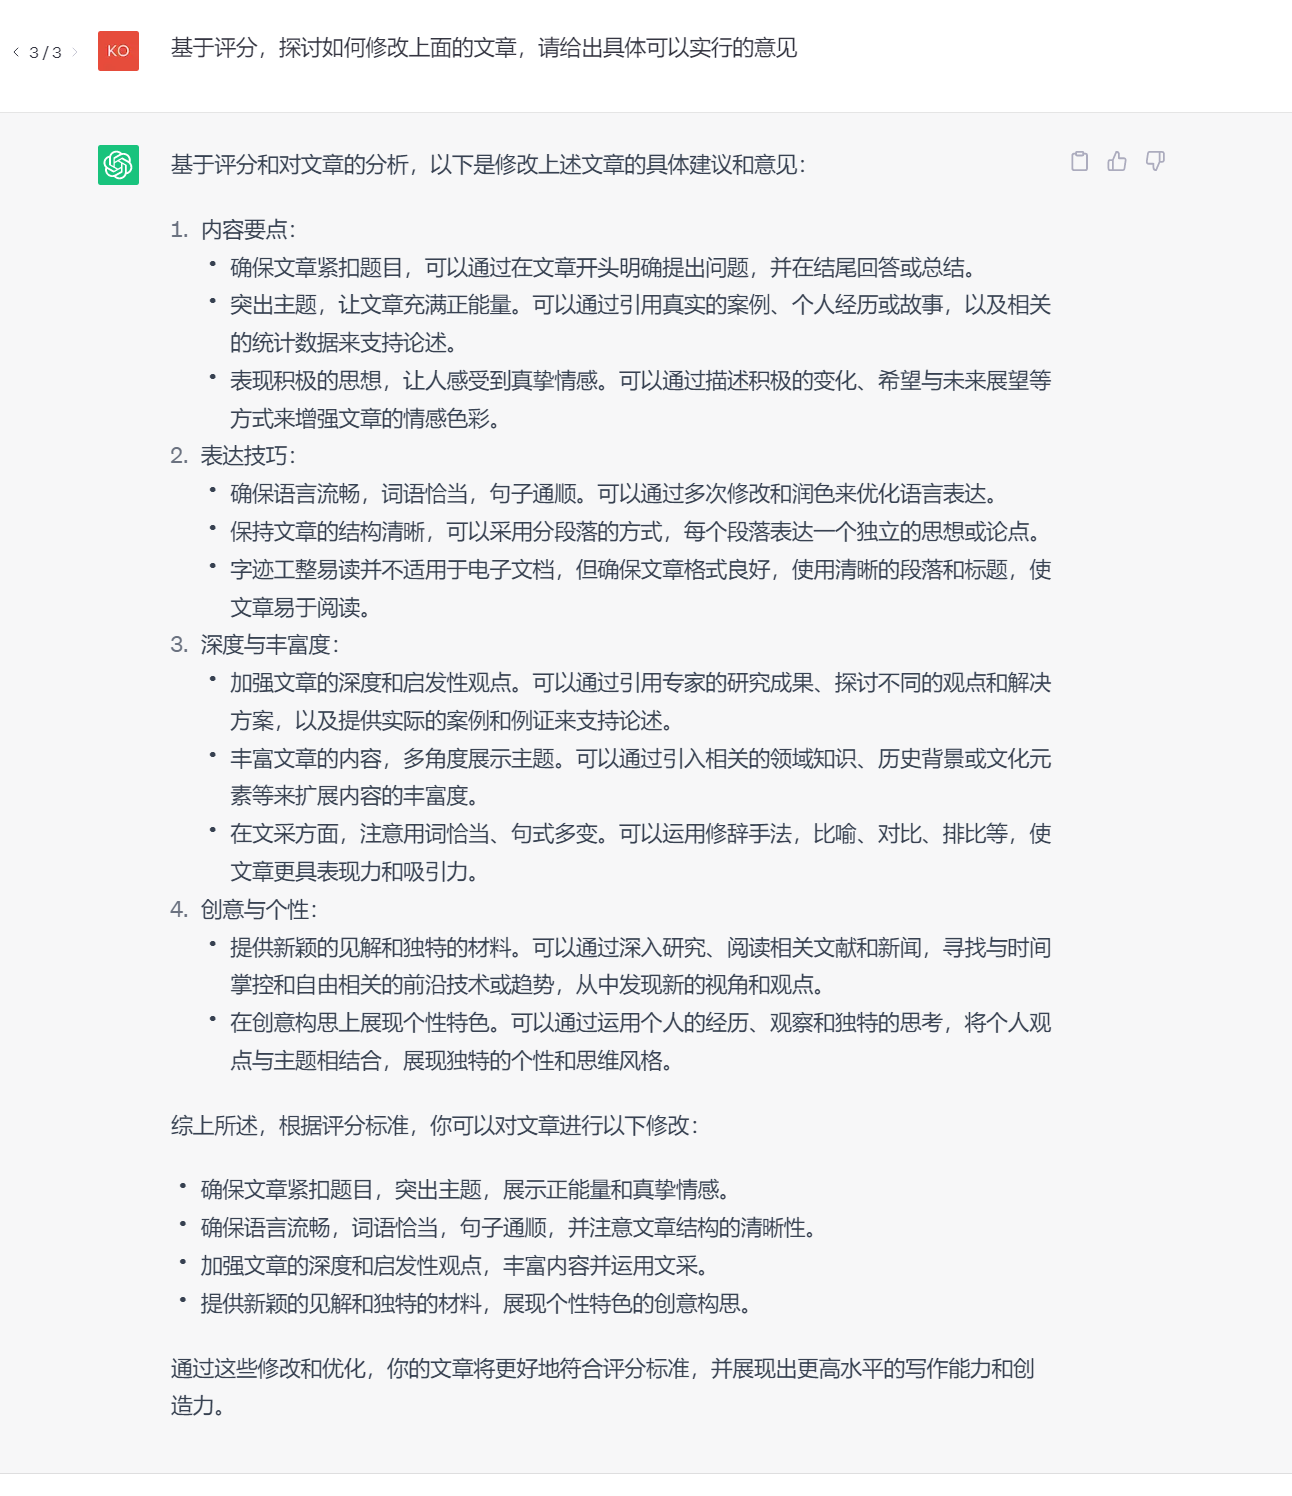 3 / 3
KO
基于评分，探讨如何修改上面的文章，请给出具体可以实行的意见
基于评分和对文章的分析，以下是修改上述文章的具体建议和意见：
1. 内容要点：
• 确保文章紧扣题目，可以通过在文章开头明确提出问题，并在结尾回答或总结。
• 突出主题，让文章充满正能量。可以通过引用真实的案例、个人经历或故事，以及相关
的统计数据来支持论述。
• 表现积极的思想，让人感受到真挚情感。可以通过描述积极的变化、希望与未来展望等
方式来增强文章的情感色彩。
2. 表达技巧：
• 确保语言流畅，词语恰当，句子通顺。可以通过多次修改和润色来优化语言表达。
• 保持文章的结构清晰，可以采用分段落的方式，每个段落表达一个独立的思想或论点。
• 字迹工整易读并不适用于电子文档，但确保文章格式良好，使用清晰的段落和标题，使
文章易于阅读。
3. 深度与丰富度：
• 加强文章的深度和启发性观点。可以通过引用专家的研究成果、探讨不同的观点和解决
方案，以及提供实际的案例和例证来支持论述。
• 丰富文章的内容，多角度展示主题。可以通过引入相关的领域知识、历史背景或文化元
素等来扩展内容的丰富度。
• 在文采方面，注意用词恰当、句式多变。可以运用修辞手法，比喻、对比、排比等，使
文章更具表现力和吸引力。
4. 创意与个性：
• 提供新颖的见解和独特的材料。可以通过深入研究、阅读相关文献和新闻，寻找与时间
掌控和自由相关的前沿技术或趋势，从中发现新的视角和观点。
• 在创意构思上展现个性特色。可以通过运用个人的经历、观察和独特的思考，将个人观
点与主题相结合，展现独特的个性和思维风格。
综上所述，根据评分标准，你可以对文章进行以下修改：
• 确保文章紧扣题目，突出主题，展示正能量和真挚情感。
• 确保语言流畅，词语恰当，句子通顺，并注意文章结构的清晰性。
• 加强文章的深度和启发性观点，丰富内容并运用文采。
• 提供新颖的见解和独特的材料，展现个性特色的创意构思。
通过这些修改和优化，你的文章将更好地符合评分标准，并展现出更高水平的写作能力和创
造力。